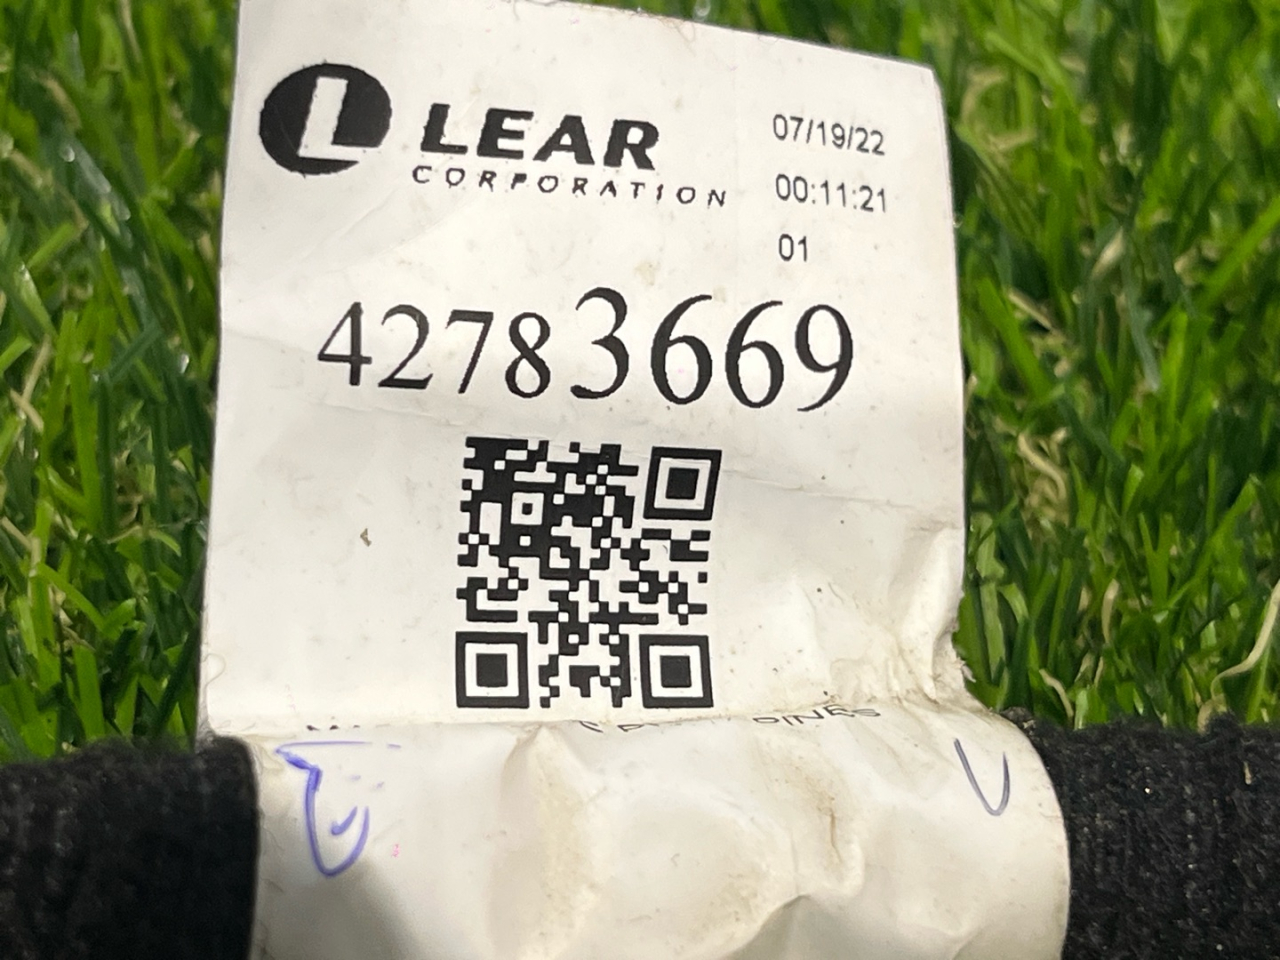 LEAR
CORPORATION
07/19/22
00:11:21
01
42783669